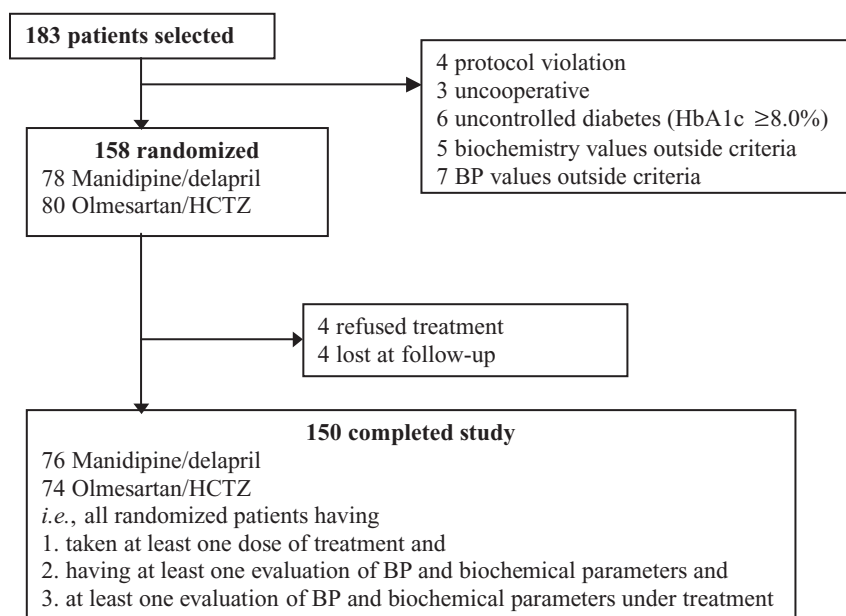 183 patients selected
4 protocol violation
3 uncooperative
6 uncontrolled diabetes (HbA1c ≥8.0%)
5 biochemistry values outside criteria
7 BP values outside criteria
158 randomized
78 Manidipine/delapril
80 Olmesartan/HCTZ
4 refused treatment
4 lost at follow-up
150 completed study
76 Manidipine/delapril
74 Olmesartan/HCTZ
i.e., all randomized patients having
1. taken at least one dose of treatment and
2. having at least one evaluation of BP and biochemical parameters and
3. at least one evaluation of BP and biochemical parameters under treatment